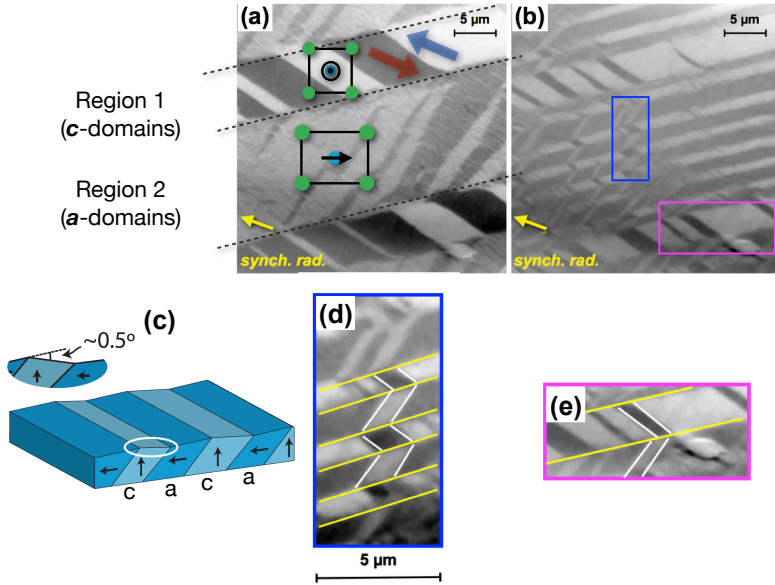 (a)
5 µm
(b)
5 µm
Region 1
(c-domains)
Region 2
(a-domains)
synch. rad.
synch. rad.
(c)
~0.5°
c
a
c
a
(d)
5 µm
(e)